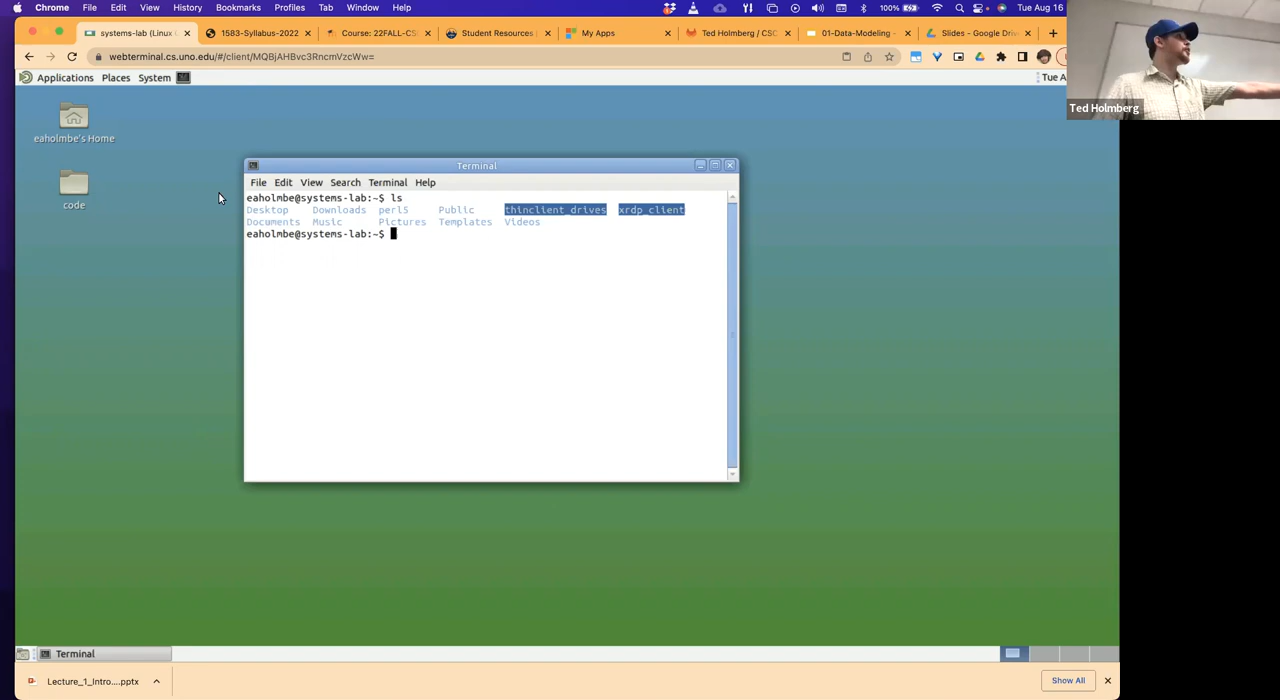 Chrome File Edit View History Bookmarks Profiles Tab Window Help 100% Tue Aug 16
systems-lab (Linux 1583-Syllabus-2022 Course: 22FALL-CS Student Resources My Apps Ted Holmberg / CSC 01-Data-Modeling - Slides - Google Driv
webterminal.cs.uno.edu/#/client/MQBjAHBvc3RncmVzcWw=
Applications Places System Tue A
Ted Holmberg
eaholmbe's Home
code
Terminal
File Edit View Search Terminal Help
eaholmbe@systems-lab:~$ ls
Desktop Downloads perl5 Public thinclient_drives xrdp_client
Documents Music Pictures Templates Videos
eaholmbe@systems-lab:~$
Terminal
Lecture_1_Intro....pptx Show All